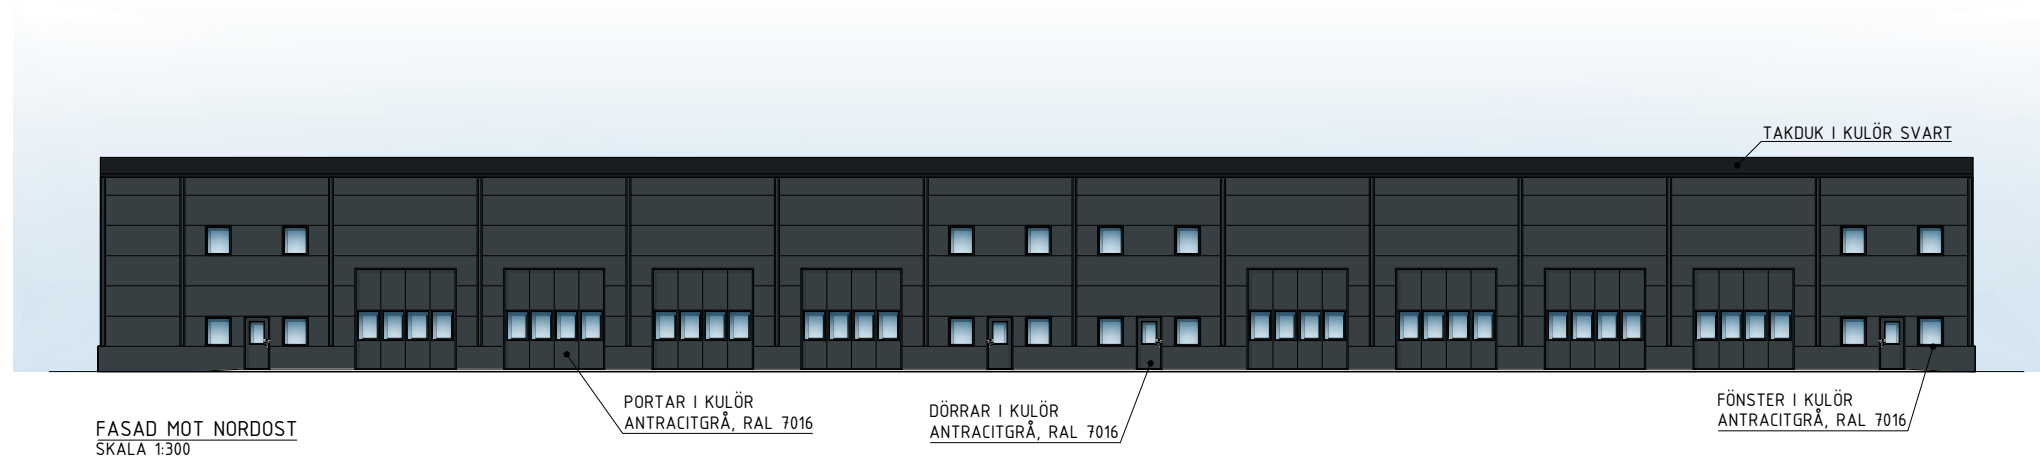 TAKDUK I KULÖR SVART
PORTAR I KULÖR
ANTRACITGRÅ, RAL 7016
DÖRRAR I KULÖR
ANTRACITGRÅ, RAL 7016
FÖNSTER I KULÖR
ANTRACITGRÅ, RAL 7016
FASAD MOT NORDOST
SKALA 1:300